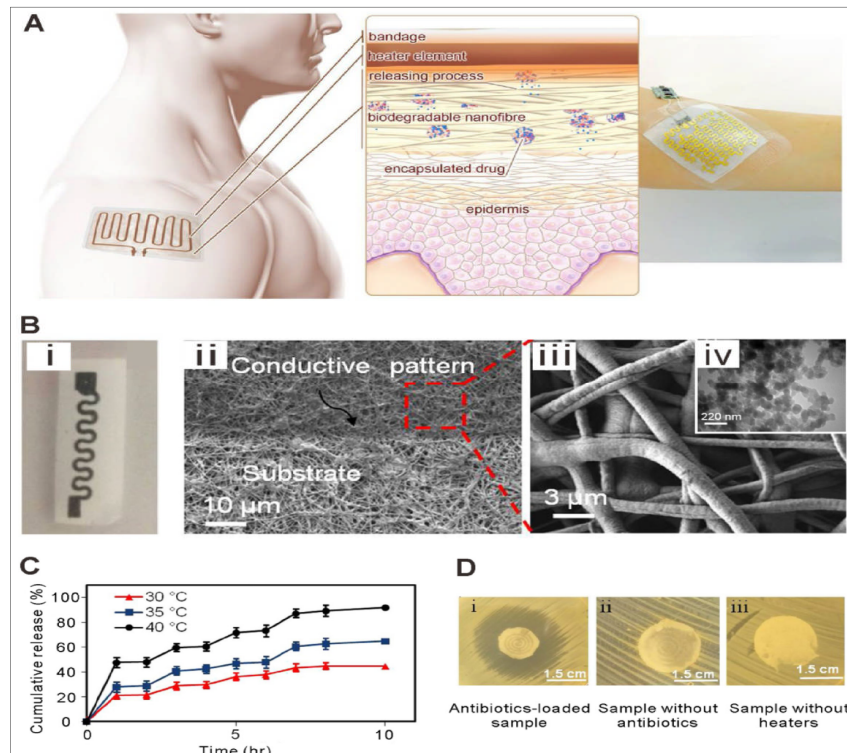 A
bandage
heater element
releasing process
biodegradable nanofibre
encapsulated drug
epidermis
B
i
ii
Conductive pattern
Substrate
10 µm
iii
3 µm
iv
220 nm
C
Cumulative release (%)
100
80
60
40
20
0
30 °C
35 °C
40 °C
0
5
10
Time (hr)
D
i
1.5 cm
Antibiotics-loaded
sample
ii
1.5 cm
Sample without
antibiotics
iii
1.5 cm
Sample without
heaters